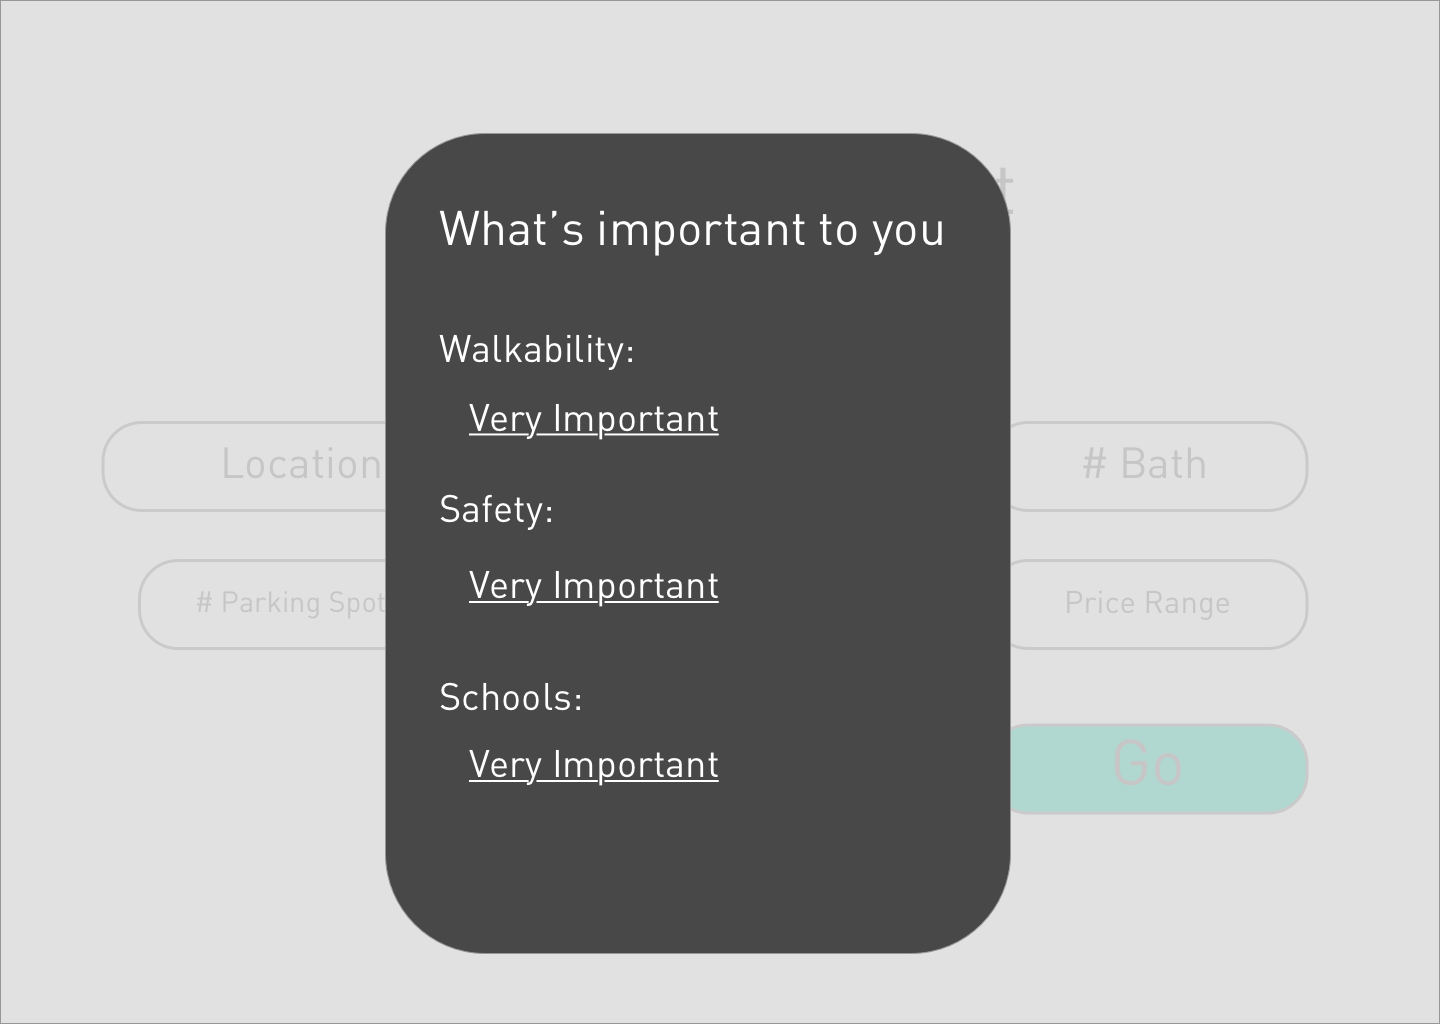 What's important to you
Walkability:
Very Important
Location
# Bath
Safety:
Very Important
# Parking Spot
Price Range
Schools:
Very Important
Go